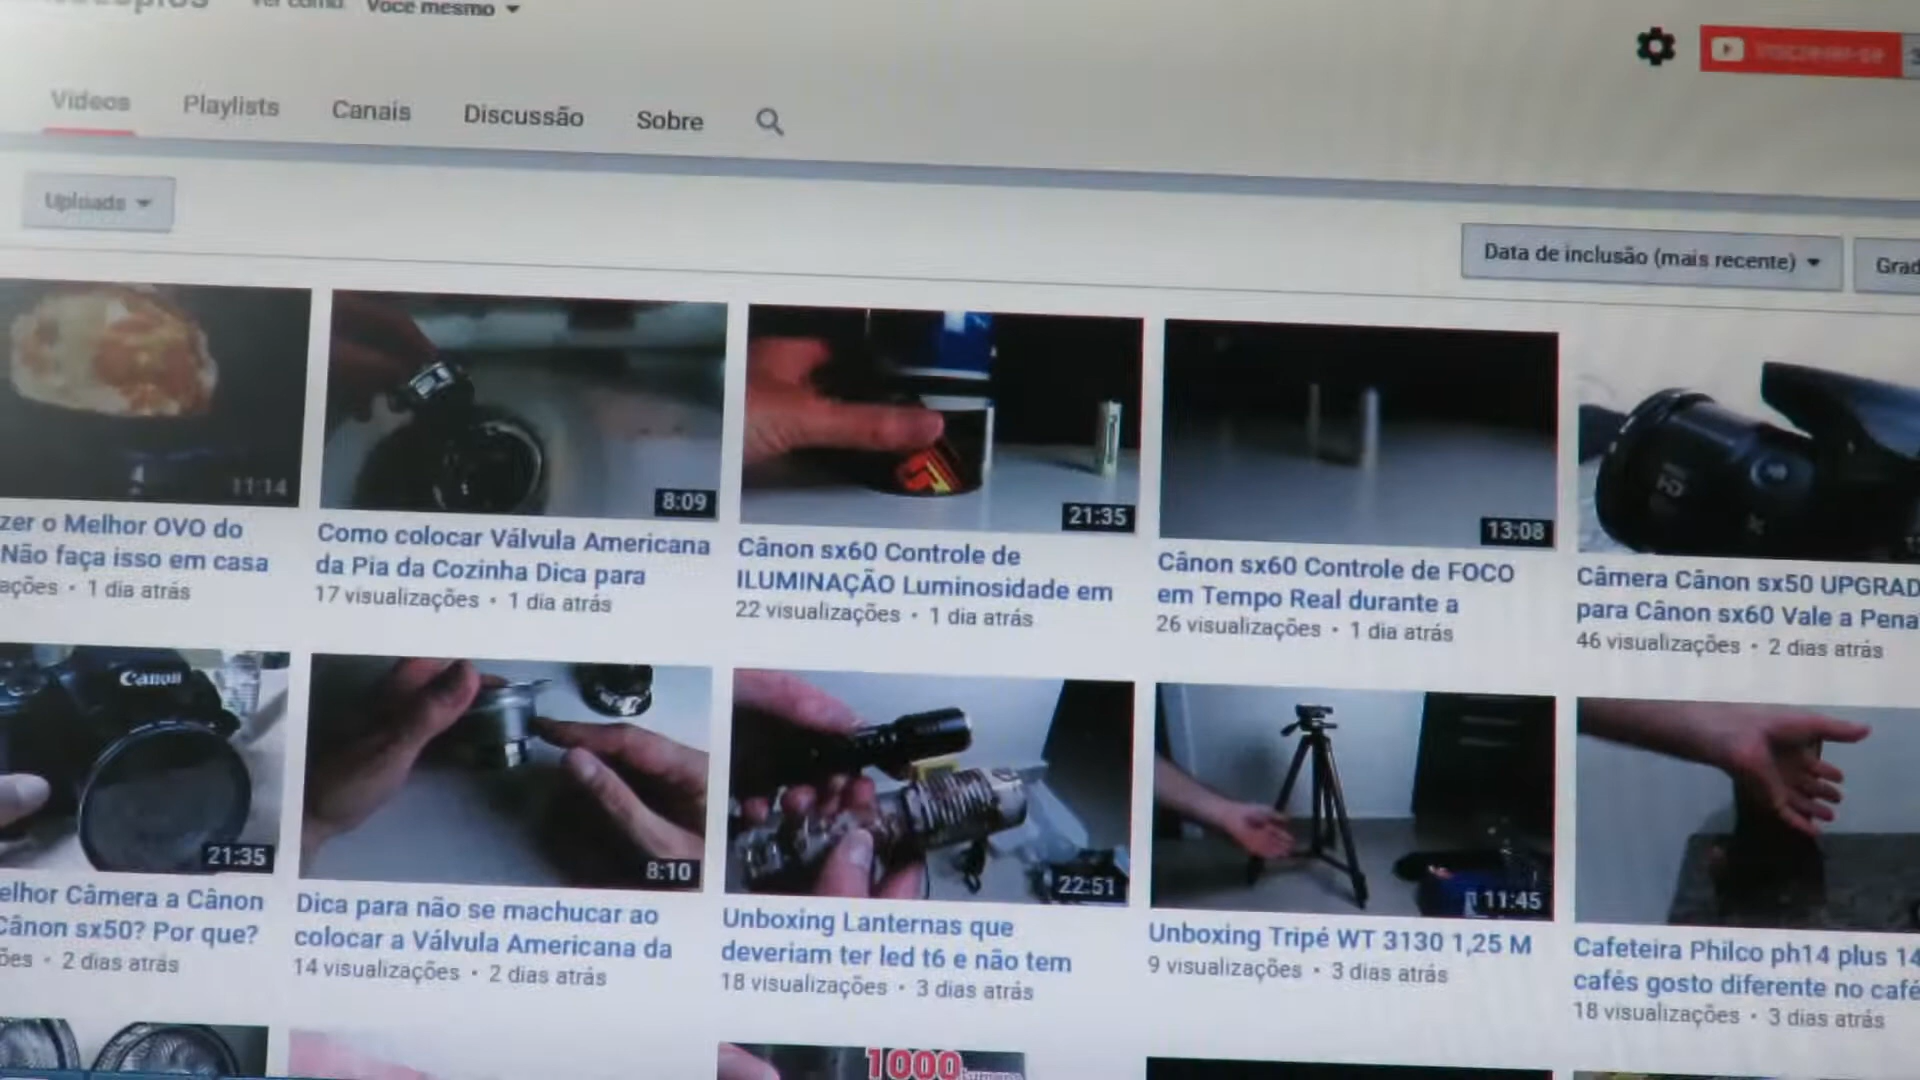 Você mesmo
Vídeos
Playlists
Canais
Discussão
Sobre
Uploads
Data de inclusão (mais recente)
Grad
11:14
8:09
21:35
13:08
zer o Melhor OVO do
Não faça isso em casa
ações • 1 dia atrás
Como colocar Válvula Americana
da Pia da Cozinha Dica para
17 visualizações • 1 dia atrás
Cânon sx60 Controle de
ILUMINAÇÃO Luminosidade em
22 visualizações • 1 dia atrás
Cânon sx60 Controle de FOCO
em Tempo Real durante a
26 visualizações • 1 dia atrás
Câmera Cânon sx50 UPGRAD
para Cânon sx60 Vale a Pena
46 visualizações • 2 dias atrás
Canon
21:35
8:10
22:51
11:45
elhor Câmera a Cânon
Cânon sx50? Por que?
ões • 2 dias atrás
Dica para não se machucar ao
colocar a Válvula Americana da
14 visualizações • 2 dias atrás
Unboxing Lanternas que
deveriam ter led t6 e não tem
18 visualizações • 3 dias atrás
Unboxing Tripé WT 3130 1,25 M
9 visualizações • 3 dias atrás
Cafeteira Philco ph14 plus 14
cafés gosto diferente no café
18 visualizações • 3 dias atrás
1000